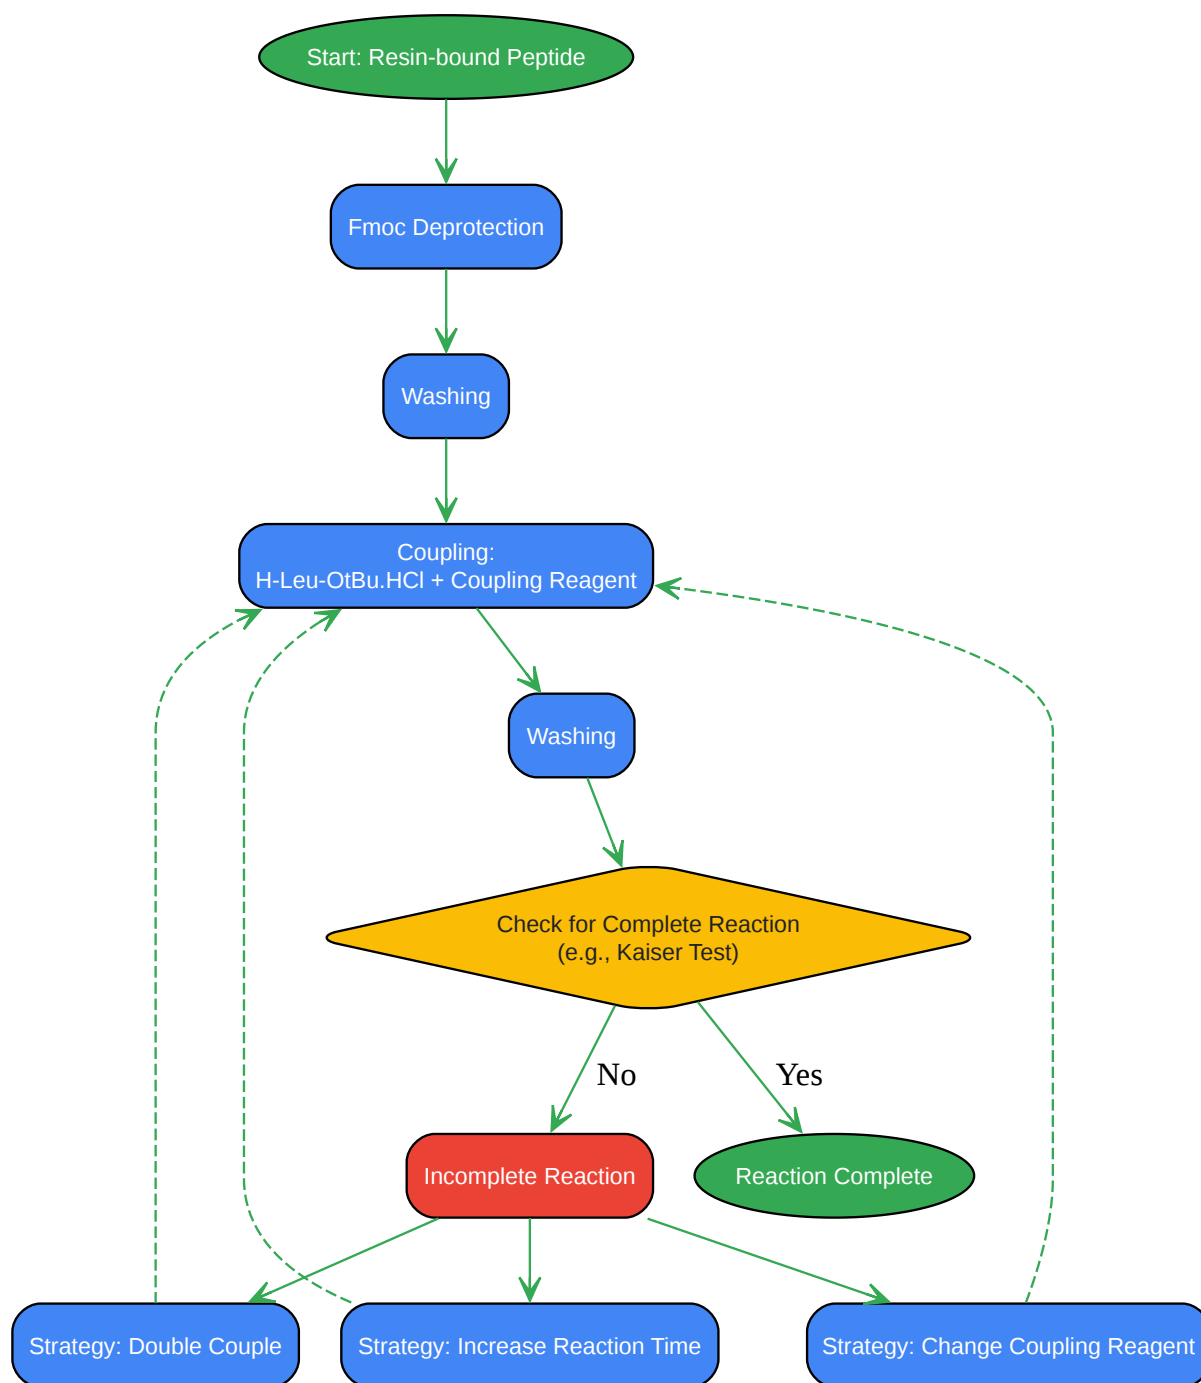 Start: Resin-bound Peptide
Fmoc Deprotection
Washing
Coupling:
H-Leu-OtBu.HCl + Coupling Reagent
Washing
Check for Complete Reaction
(e.g., Kaiser Test)
No
Yes
Incomplete Reaction
Reaction Complete
Strategy: Double Couple
Strategy: Increase Reaction Time
Strategy: Change Coupling Reagent